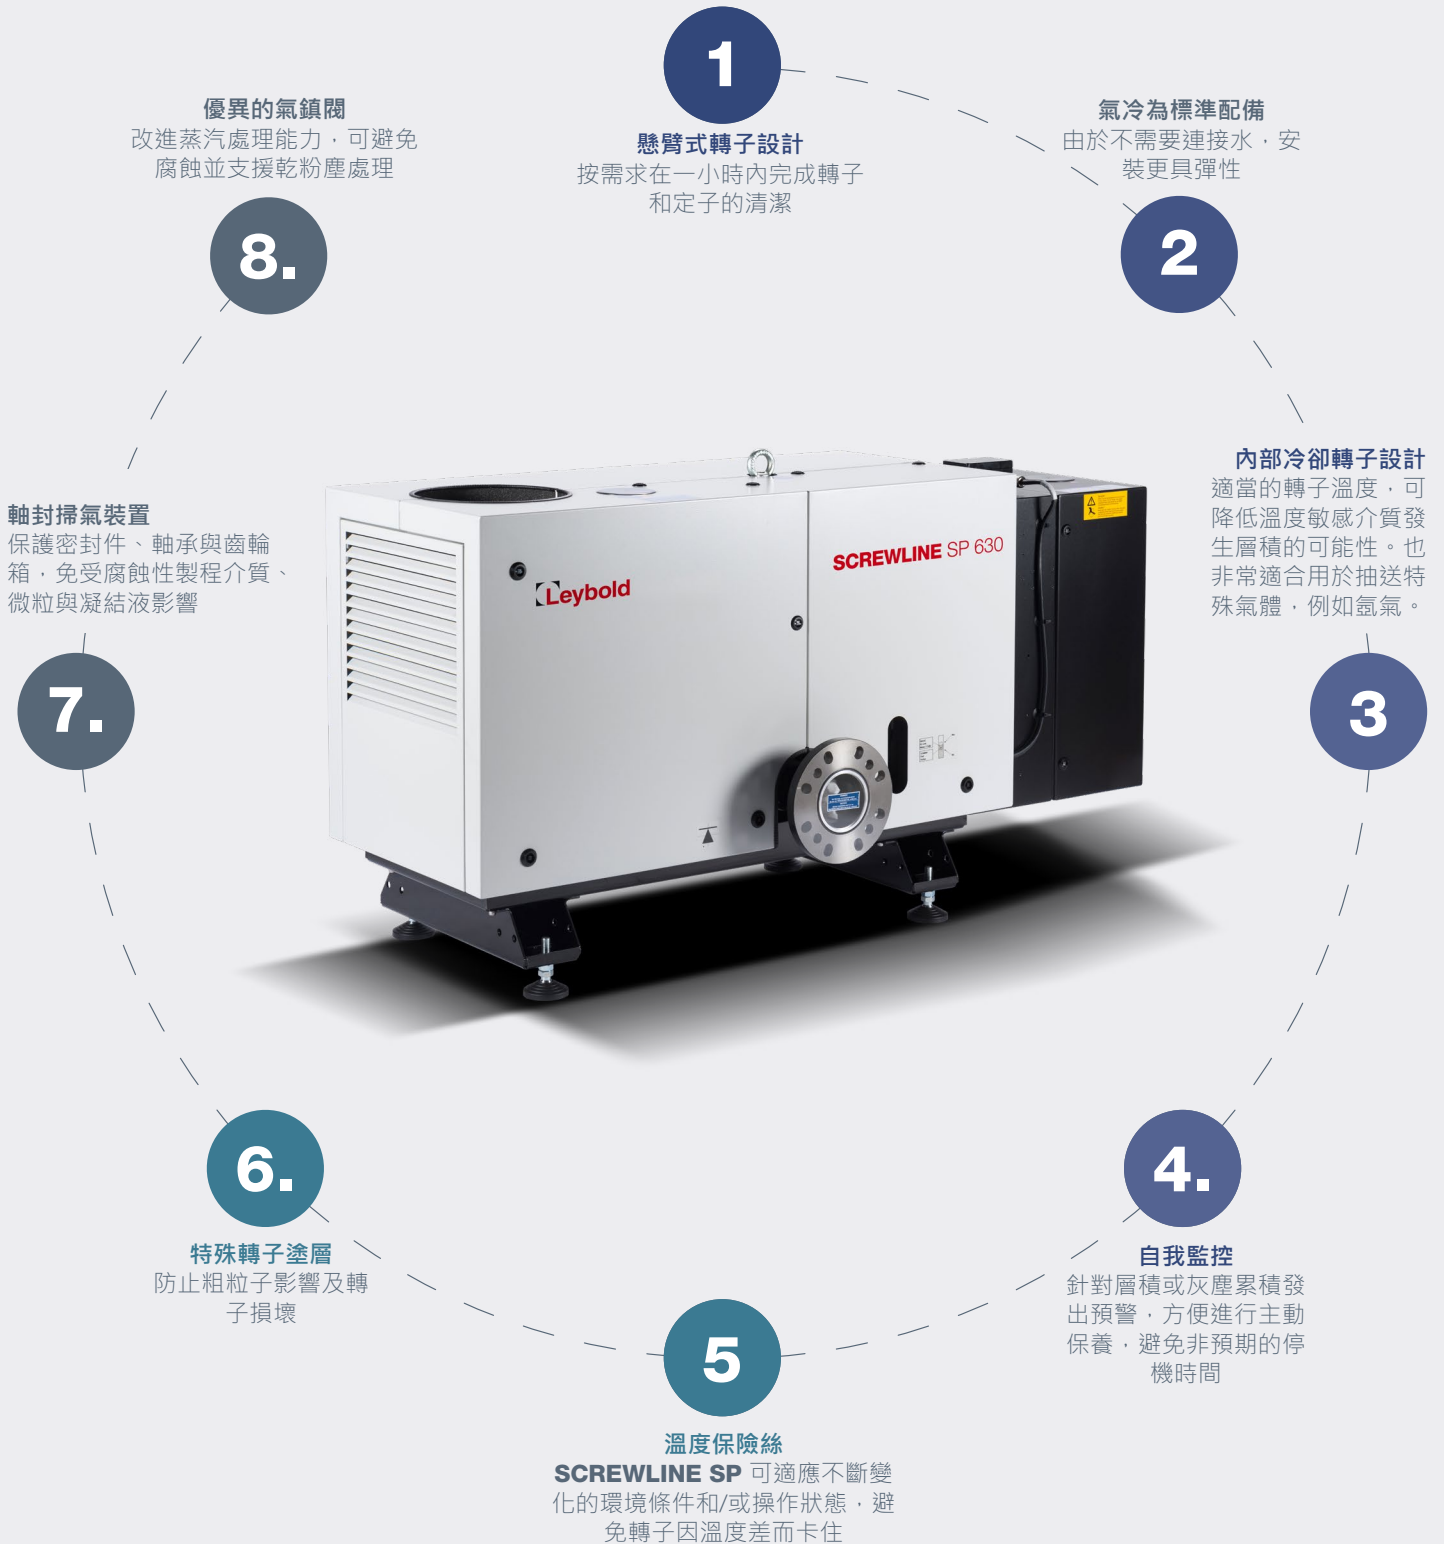 1
懸臂式轉子設計
按需求在一小時內完成轉子
和定子的清潔
氣冷為標準配備
由於不需要連接水，安
裝更具彈性
2
內部冷卻轉子設計
適當的轉子溫度，可
降低溫度敏感介質發
生層積的可能性。也
非常適合用於抽送特
殊氣體，例如氬氣。
3
4.
自我監控
針對層積或灰塵累積發
出預警，方便進行主動
保養，避免非預期的停
機時間
5
溫度保險絲
SCREWLINE SP 可適應不斷變
化的環境條件和/或操作狀態，避
免轉子因溫度差而卡住
6.
特殊轉子塗層
防止粗粒子影響及轉
子損壞
軸封掃氣裝置
保護密封件、軸承與齒輪
箱，免受腐蝕性製程介質、
微粒與凝結液影響
7.
優異的氣鎮閥
改進蒸汽處理能力，可避免
腐蝕並支援乾粉塵處理
8.
Leybold
SCREWLINE SP 630